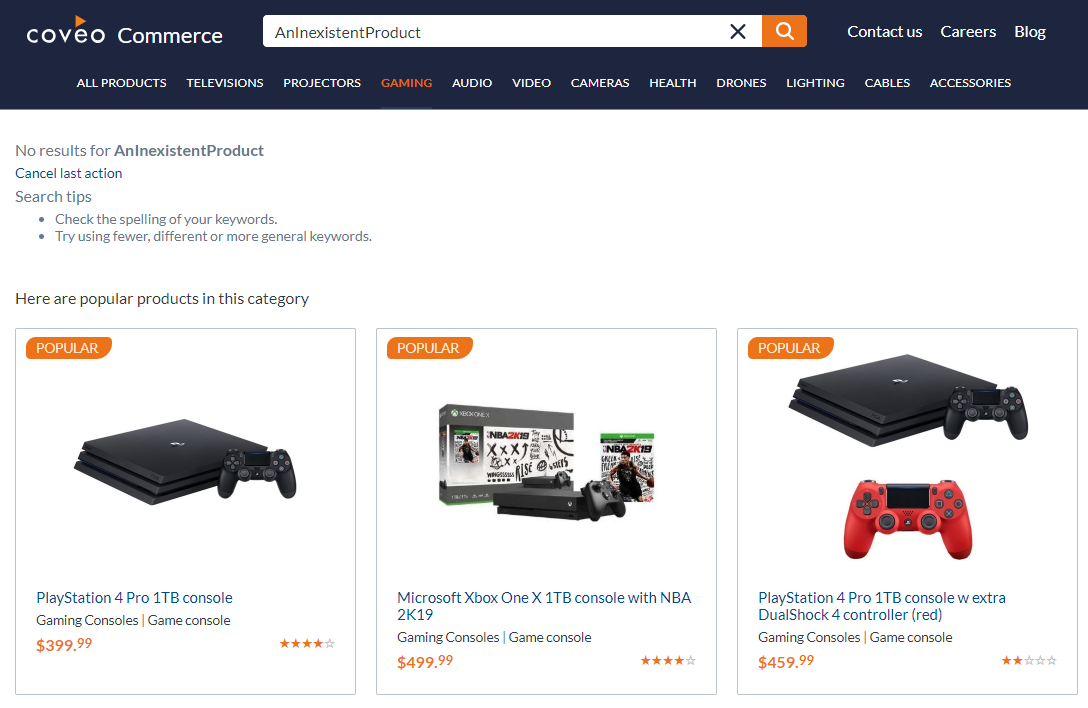 coveo Commerce
AnInexistentProduct
Contact us
Careers
Blog
ALL PRODUCTS
TELEVISIONS
PROJECTORS
GAMING
AUDIO
VIDEO
CAMERAS
HEALTH
DRONES
LIGHTING
CABLES
ACCESSORIES
No results for AnInexistentProduct
Cancel last action
Search tips
• Check the spelling of your keywords.
• Try using fewer, different or more general keywords.
Here are popular products in this category
POPULAR
PlayStation 4 Pro 1TB console
Gaming Consoles | Game console
$399.99
POPULAR
XBOX ONE X
NBA2K19
NBA2K19
RISE
Microsoft Xbox One X 1TB console with NBA
2K19
Gaming Consoles | Game console
$499.99
POPULAR
PlayStation 4 Pro 1TB console w extra
DualShock 4 controller (red)
Gaming Consoles | Game console
$459.99